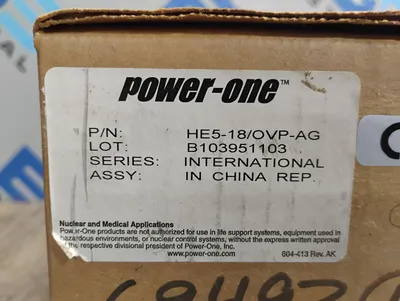 power-one™
P/N: HE5-18/OVP-AG
LOT: B103951103
SERIES: INTERNATIONAL
ASSY: IN CHINA REP.
Nuclear and Medical Applications
Power-One products are not authorized for use in life support systems, equipment used in
hazardous environments, or nuclear control systems, without the express written approval
of the respective divisional president of Power-One, Inc.
www.power-one.com 604-413 Rev. AK